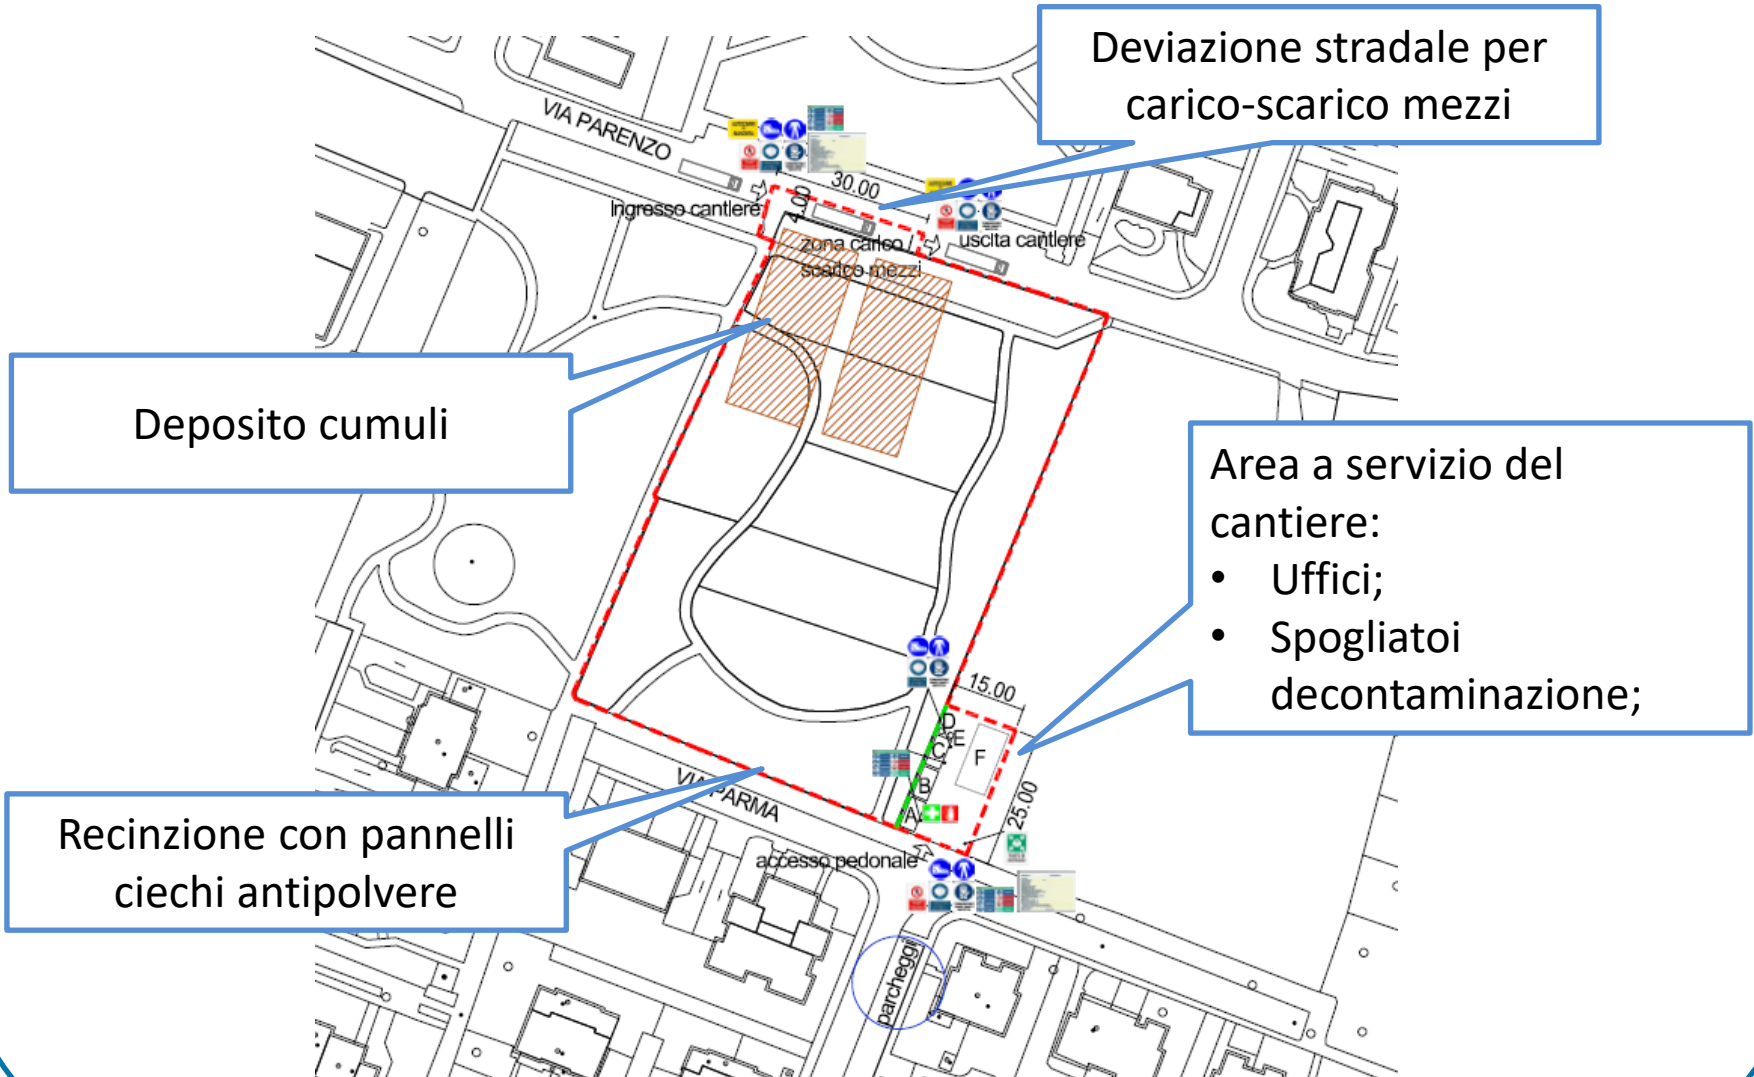 Deviazione stradale per
carico-scarico mezzi
VIA PARENZO
30.00
4.00
Ingresso cantiere
zona carico /
scarico mezzi
uscita cantiere
Deposito cumuli
Area a servizio del
cantiere:
• Uffici;
• Spogliatoi
decontaminazione;
15.00
D
E
C
F
B
A
25.00
VIA PARMA
Recinzione con pannelli
ciechi antipolvere
accesso pedonale
parcheggi